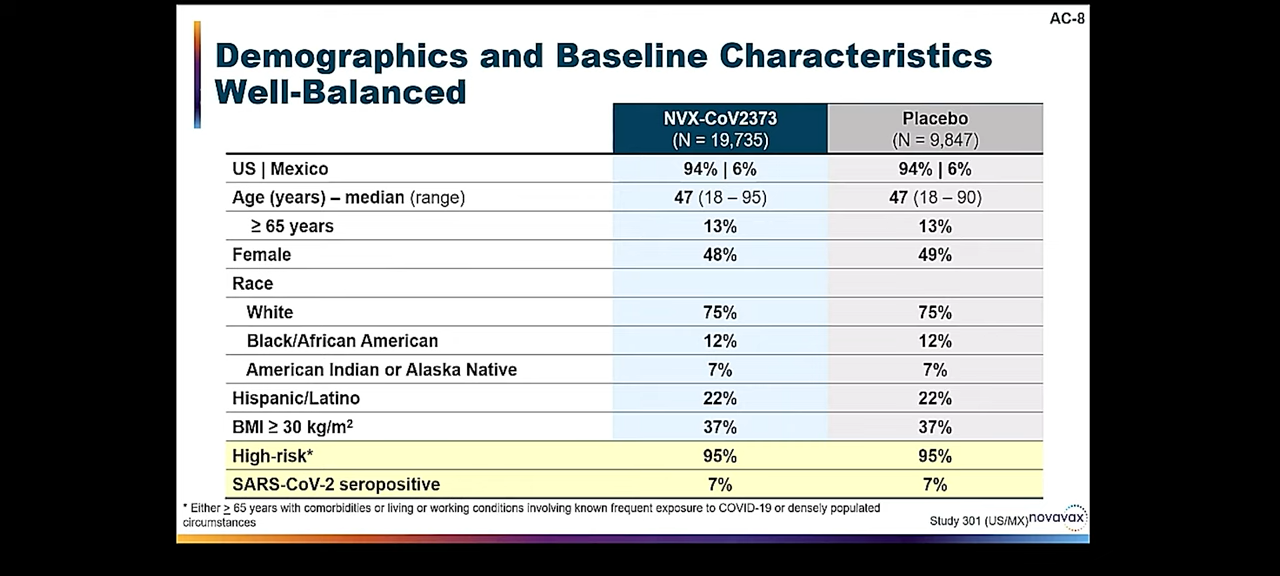 AC-8
Demographics and Baseline Characteristics
Well-Balanced
NVX-CoV2373 Placebo
(N = 19,735) (N = 9,847)
US | Mexico 94% | 6% 94% | 6%
Age (years) – median (range) 47 (18 – 95) 47 (18 – 90)
≥ 65 years 13% 13%
Female 48% 49%
Race
White 75% 75%
Black/African American 12% 12%
American Indian or Alaska Native 7% 7%
Hispanic/Latino 22% 22%
BMI ≥ 30 kg/m² 37% 37%
High-risk* 95% 95%
SARS-CoV-2 seropositive 7% 7%
* Either ≥ 65 years with comorbidities or living or working conditions involving known frequent exposure to COVID-19 or densely populated
circumstances
Study 301 (US/MX) novavax